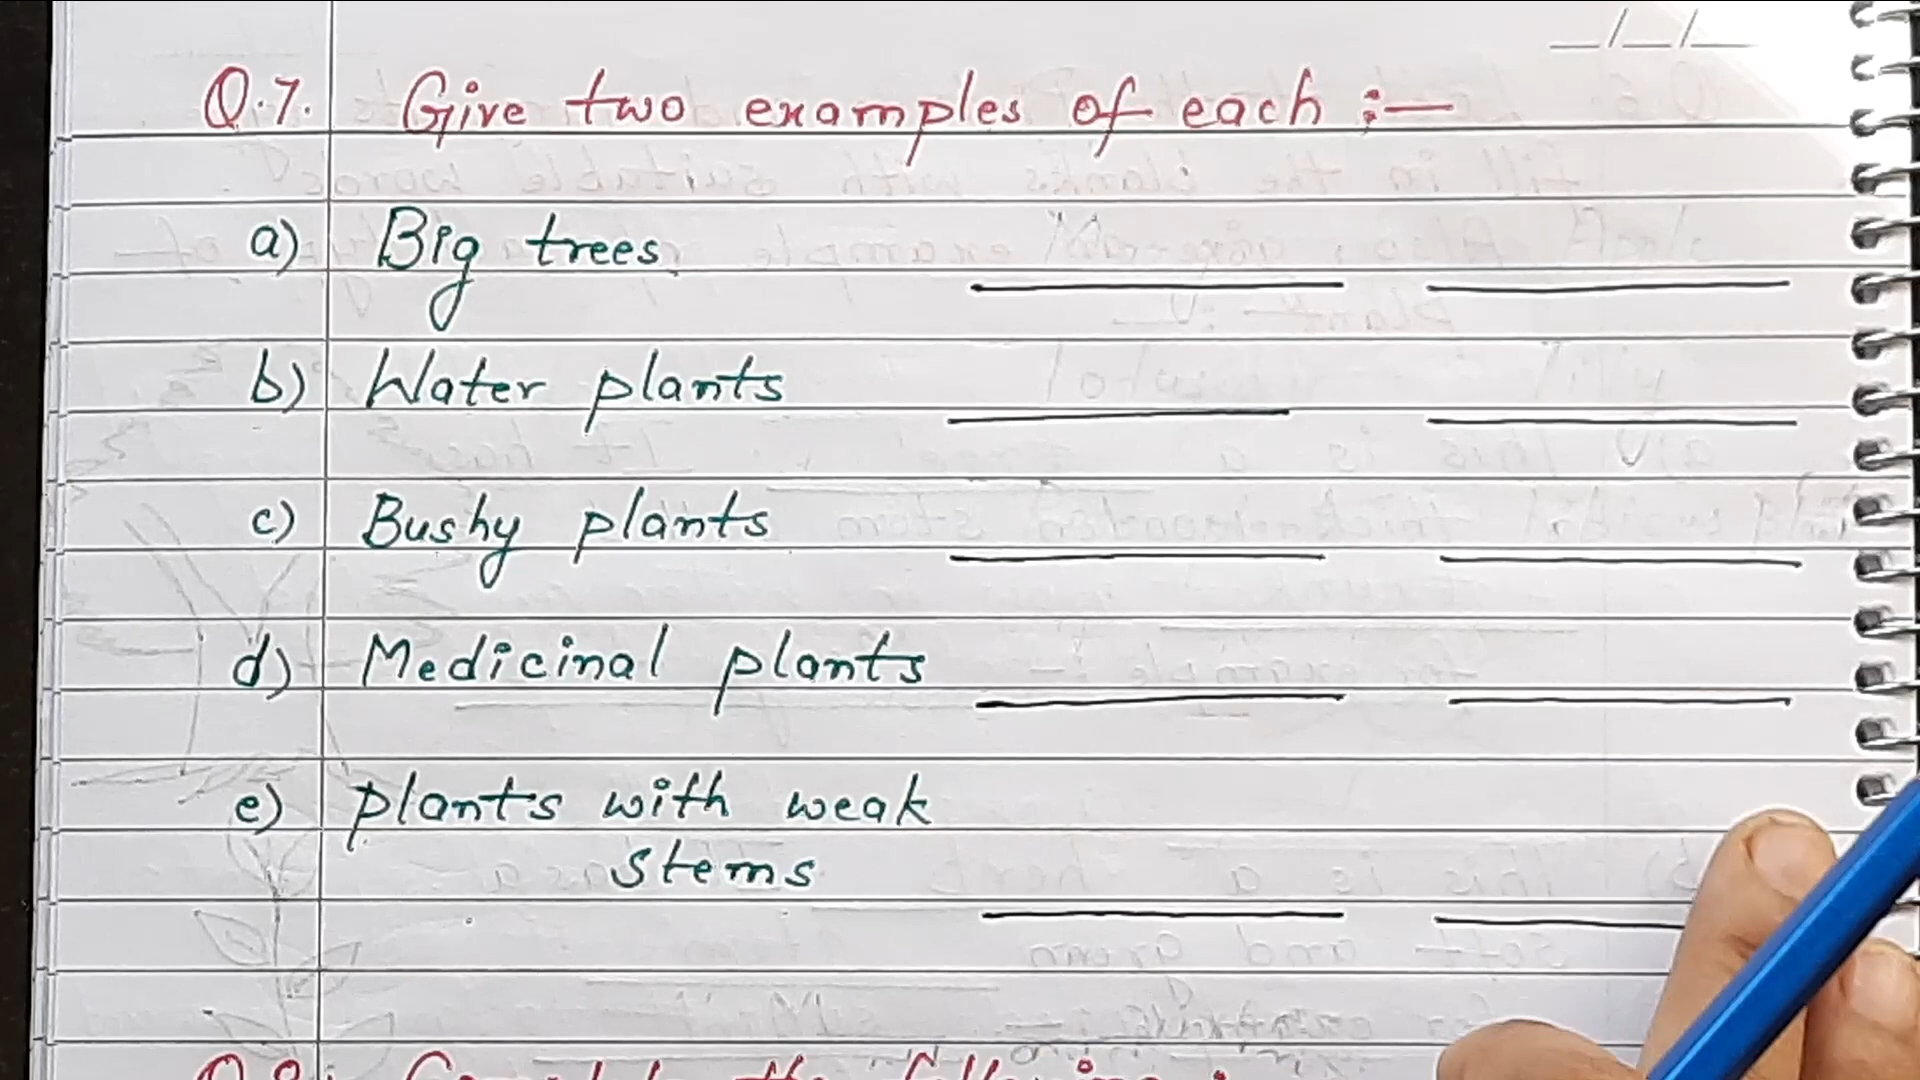 _/_/_
Q.7. Give two examples of each :—
a) Big trees
b) Water plants
c) Bushy plants
d) Medicinal plants
e) Plants with weak
stems